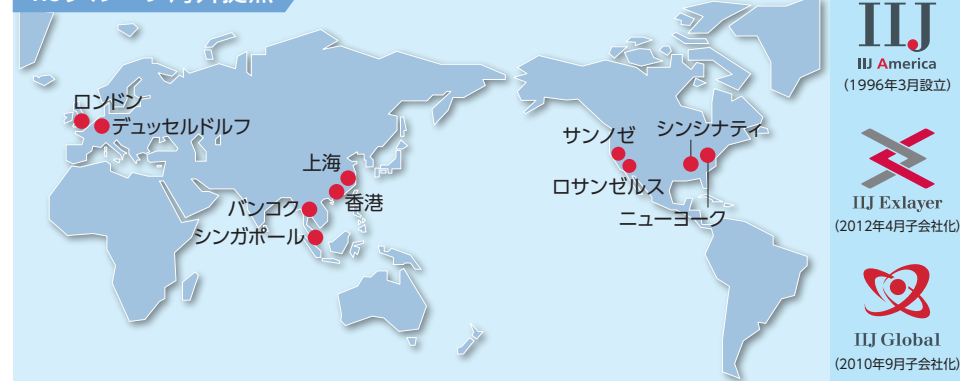 ロンドン
デュッセルドルフ
上海
香港
バンコク
シンガポール
サンノゼ
シンシナティ
ロサンゼルス
ニューヨーク
IIJ
IIJ America
(1996年3月設立)
IIJ Exlayer
(2012年4月子会社化)
IIJ Global
(2010年9月子会社化)